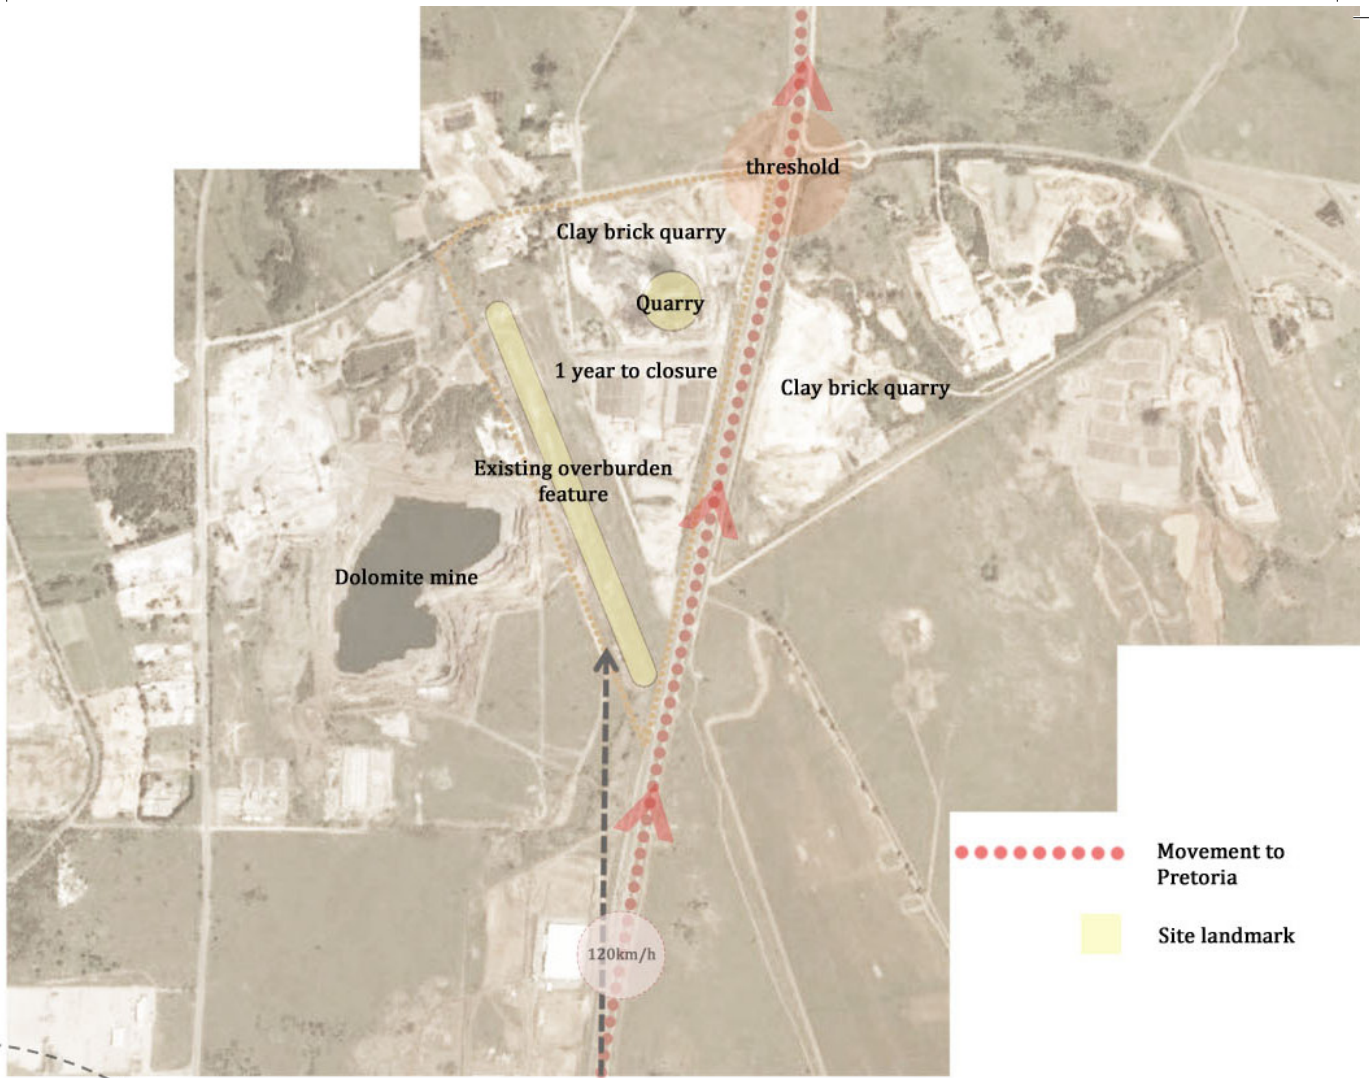 threshold
Clay brick quarry
Quarry
1 year to closure
Clay brick quarry
Existing overburden
feature
Dolomite mine
120km/h
Movement to
Pretoria
Site landmark